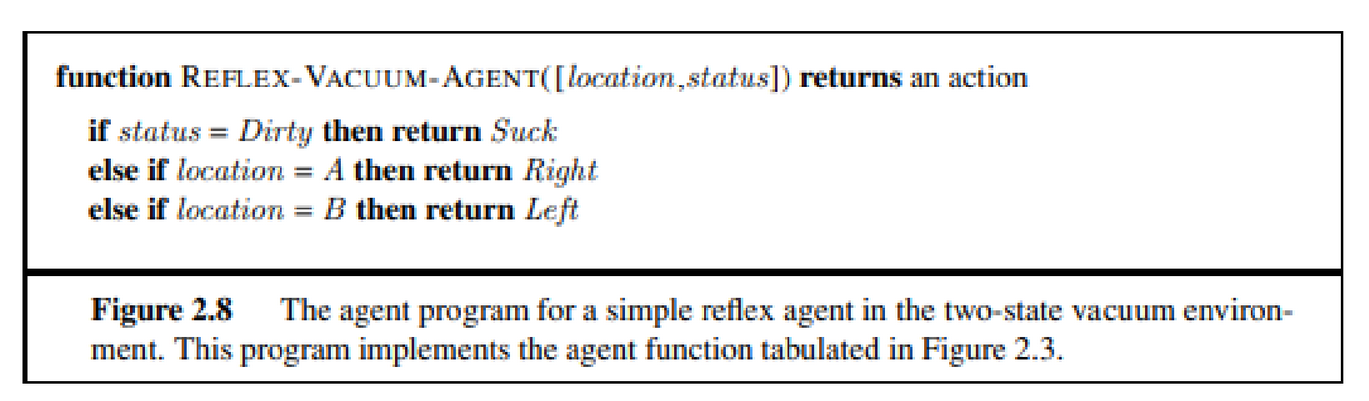 function REFLEX-VACUUM-AGENT([location,status]) returns an action
if status = Dirty then return Suck
else if location = A then return Right
else if location = B then return Left
Figure 2.8 The agent program for a simple reflex agent in the two-state vacuum environ-
ment. This program implements the agent function tabulated in Figure 2.3.